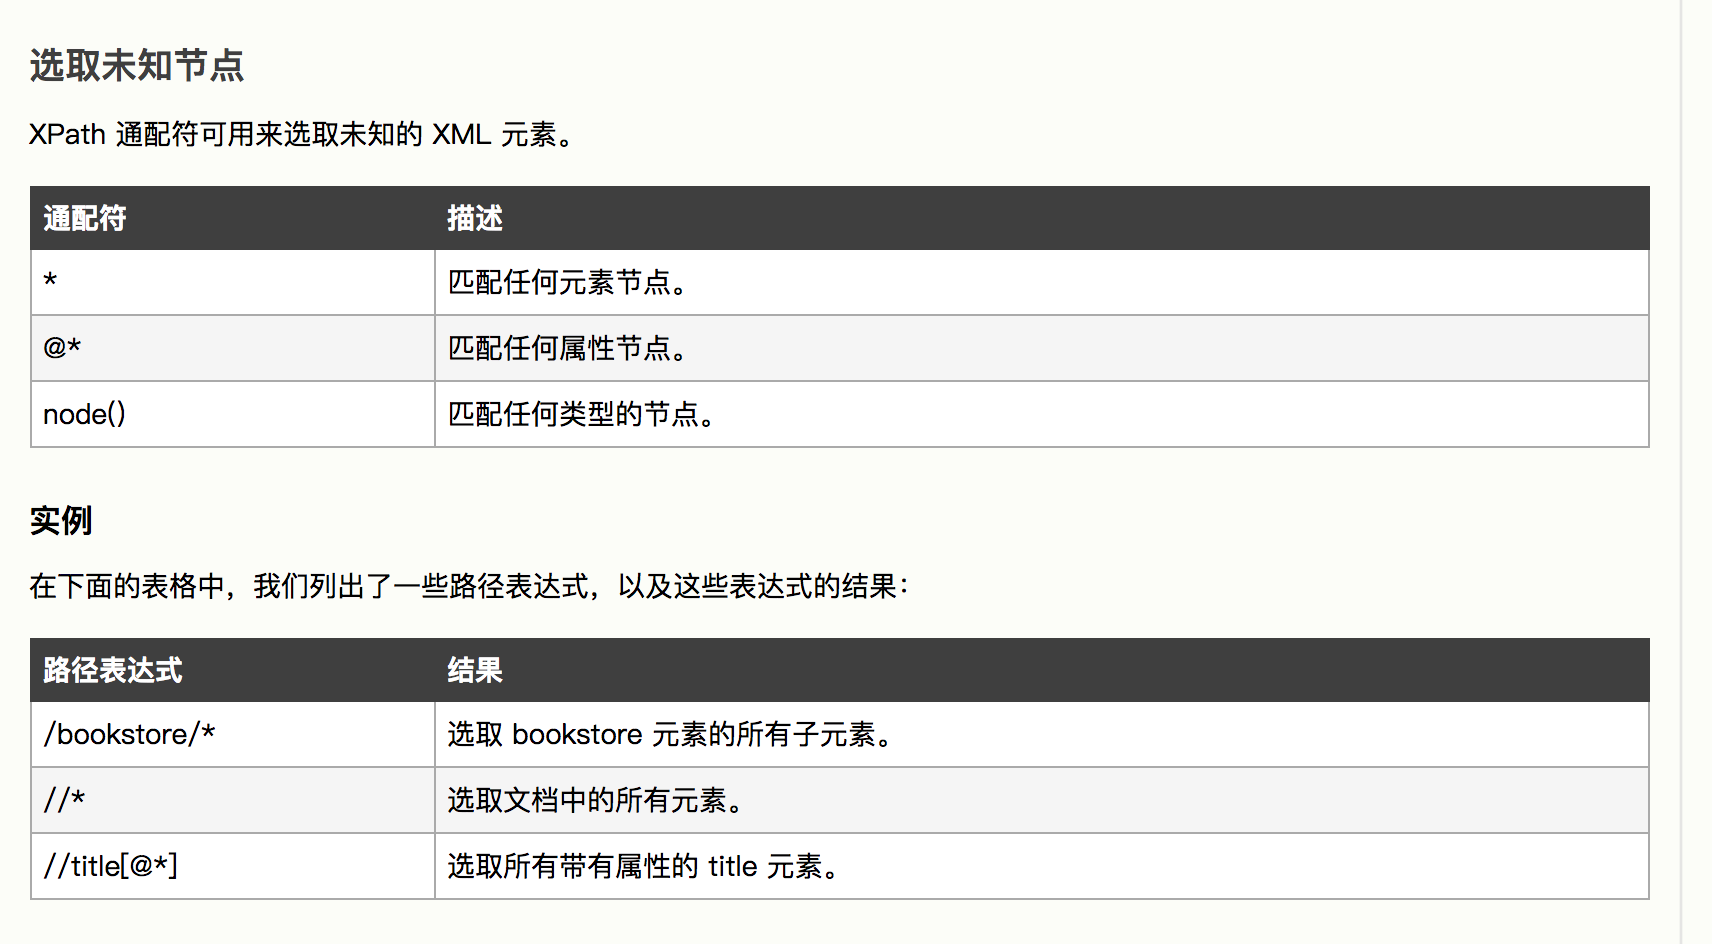 选取未知节点
XPath 通配符可用来选取未知的 XML 元素。
通配符 描述
* 匹配任何元素节点。
@* 匹配任何属性节点。
node() 匹配任何类型的节点。
实例
在下面的表格中，我们列出了一些路径表达式，以及这些表达式的结果：
路径表达式 结果
/bookstore/* 选取 bookstore 元素的所有子元素。
//* 选取文档中的所有元素。
//title[@*] 选取所有带有属性的 title 元素。